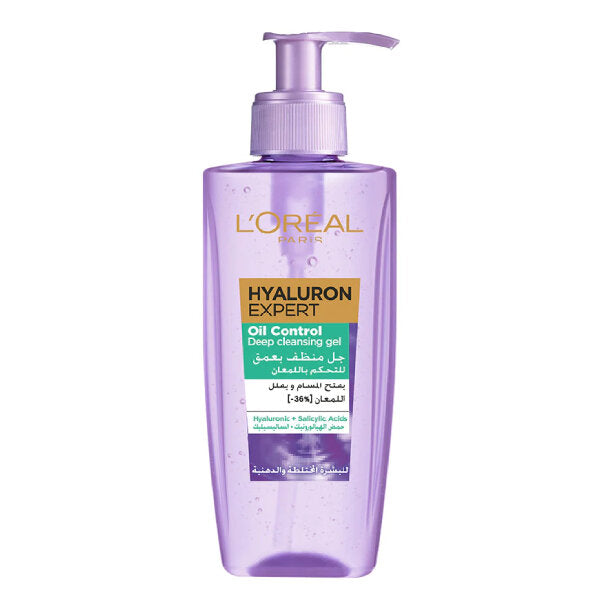 L'ORÉAL
PARIS
HYALURON
EXPERT
Oil Control
Deep cleansing gel
جل منظف بعمق
للتحكم باللمعان
يفتح المسام و يقلل
اللمعان [36%-]
Hyaluronic + Salicylic Acids
حمض الهيالورونيك + الساليسيليك
للبشرة المختلطة والدهنية